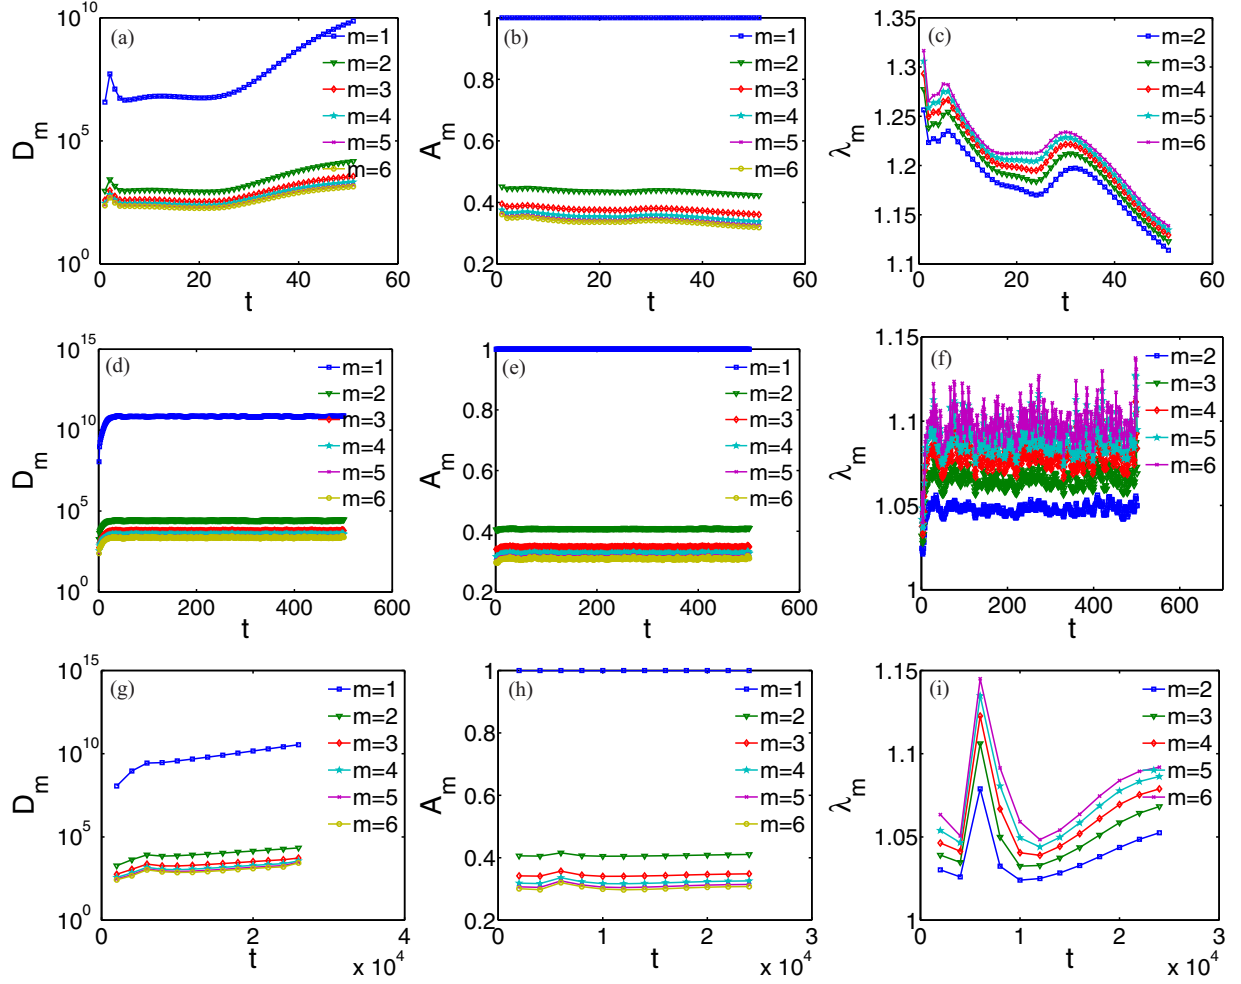 (a)
D_m
10^10
10^5
10^0
0 20 40 60
t
m=1
m=2
m=3
m=4
m=5
m=6
(b)
A_m
1
0.8
0.6
0.4
0.2
0 20 40 60
t
m=1
m=2
m=3
m=4
m=5
m=6
(c)
λ_m
1.35
1.3
1.25
1.2
1.15
1.1
0 20 40 60
t
m=2
m=3
m=4
m=5
m=6
(d)
D_m
10^15
10^10
10^5
10^0
0 200 400 600
t
m=1
m=2
m=3
m=4
m=5
m=6
(e)
A_m
1
0.8
0.6
0.4
0.2
0 200 400 600
t
m=1
m=2
m=3
m=4
m=5
m=6
(f)
λ_m
1.15
1.1
1.05
1
0 200 400 600
t
m=2
m=3
m=4
m=5
m=6
(g)
D_m
10^15
10^10
10^5
10^0
0 2 4
t
x 10^4
m=1
m=2
m=3
m=4
m=5
m=6
(h)
A_m
1
0.8
0.6
0.4
0.2
0 1 2 3
t
x 10^4
m=1
m=2
m=3
m=4
m=5
m=6
(i)
λ_m
1.15
1.1
1.05
1
0 1 2 3
t
x 10^4
m=2
m=3
m=4
m=5
m=6